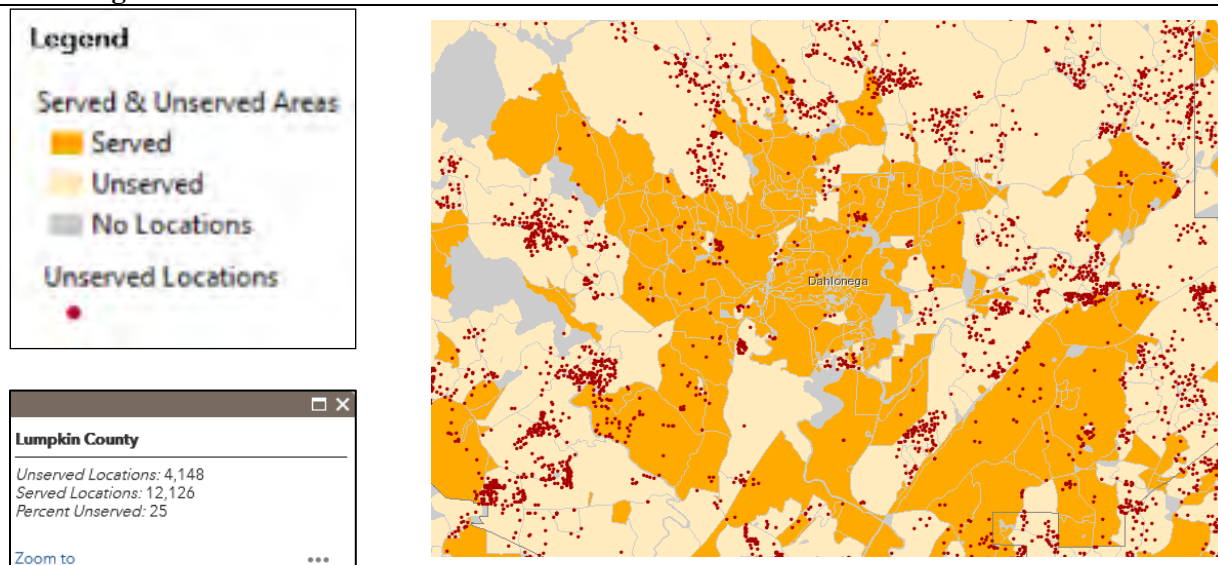 Legend
Served & Unserved Areas
Served
Unserved
No Locations
Unserved Locations
Lumpkin County
Unserved Locations: 4,148
Served Locations: 12,126
Percent Unserved: 25
Zoom to
Dahlonega